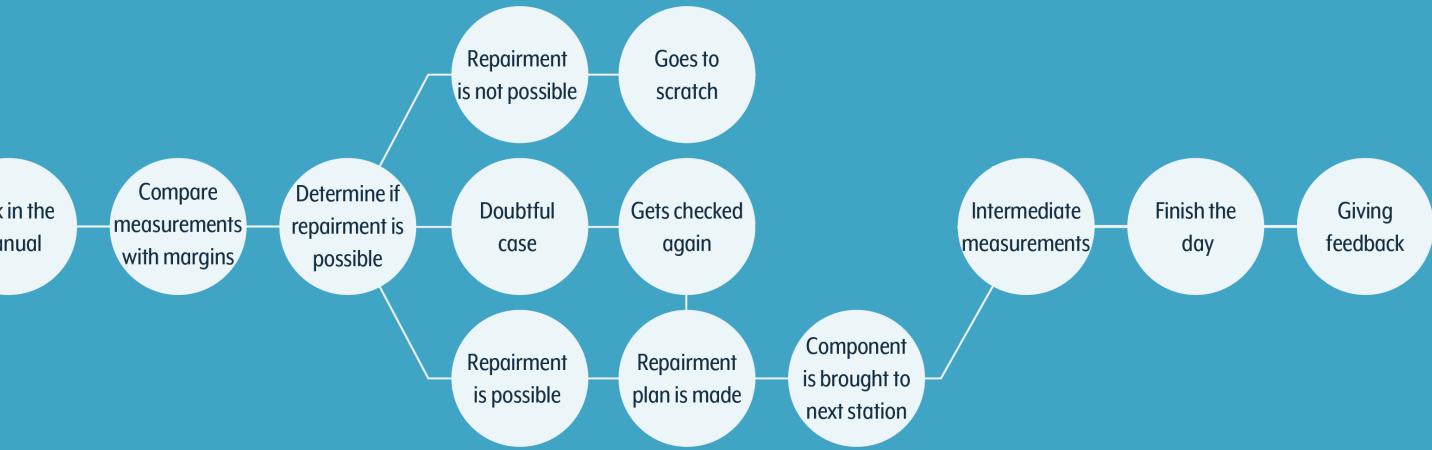 in the
Compare
measurements
with margins
Determine if
repairment is
possible
Repairment
is not possible
Goes to
scratch
Doubtful
case
Gets checked
again
Repairment
is possible
Repairment
plan is made
Component
is brought to
next station
Intermediate
measurements
Finish the
day
Giving
feedback